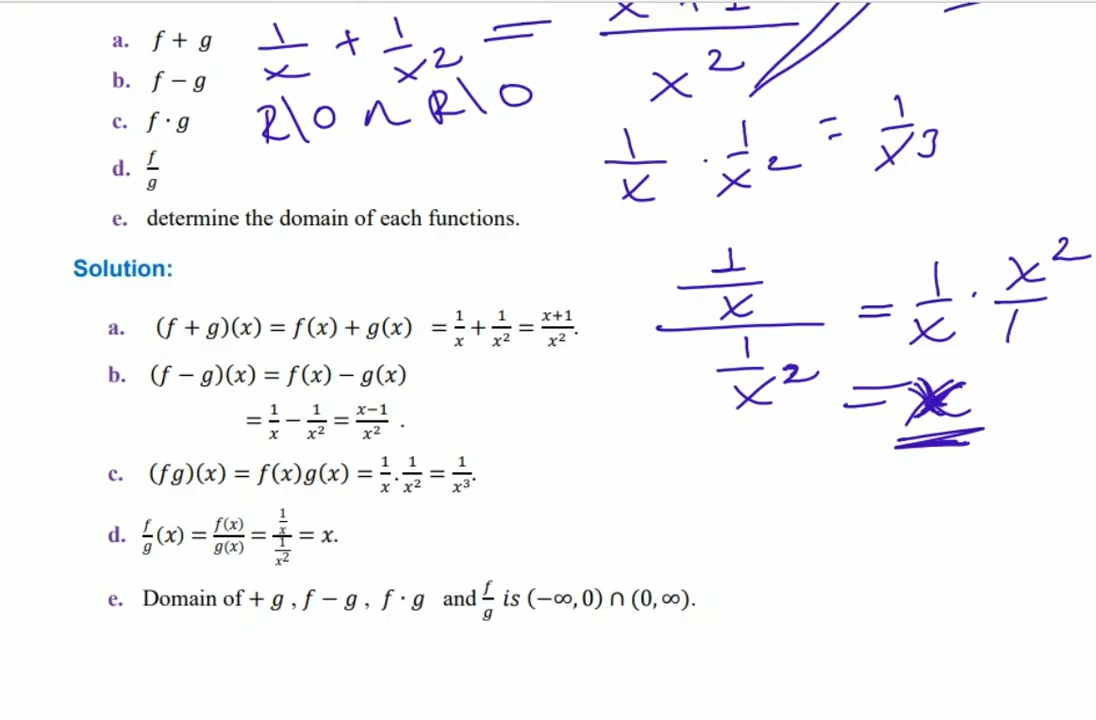 a. f + g
b. f − g
c. f · g
d. f/g
e. determine the domain of each functions.
1/x + 1/x² =
x²
R\0 ∩ R\0
1/x · 1/x² = 1/x3
(1/x)/(1/x²) = 1/x · x²/1
= x
Solution:
a. (f + g)(x) = f(x) + g(x) = 1/x + 1/x² = (x+1)/x².
b. (f − g)(x) = f(x) − g(x)
= 1/x − 1/x² = (x−1)/x² .
c. (fg)(x) = f(x)g(x) = 1/x . 1/x² = 1/x³.
d. f/g (x) = f(x)/g(x) = (1/x)/(1/x²) = x.
e. Domain of + g , f − g , f · g and f/g is (−∞, 0) ∩ (0, ∞).